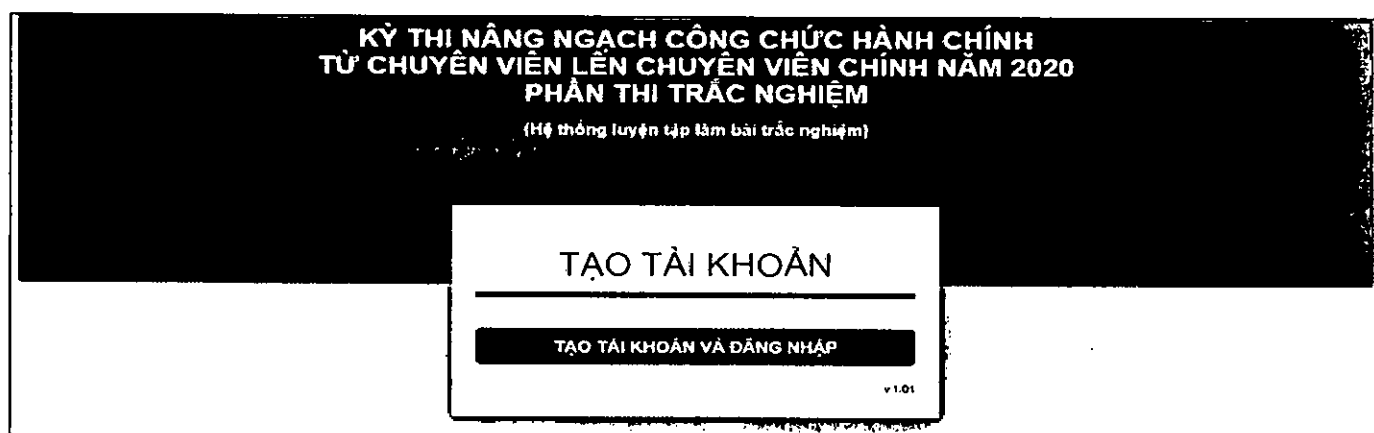 KỲ THI NÂNG NGẠCH CÔNG CHỨC HÀNH CHÍNH
TỪ CHUYÊN VIÊN LÊN CHUYÊN VIÊN CHÍNH NĂM 2020
PHẦN THI TRẮC NGHIỆM
(Hệ thống luyện tập làm bài trắc nghiệm)
TẠO TÀI KHOẢN
TẠO TÀI KHOẢN VÀ ĐĂNG NHẬP
v 1.01